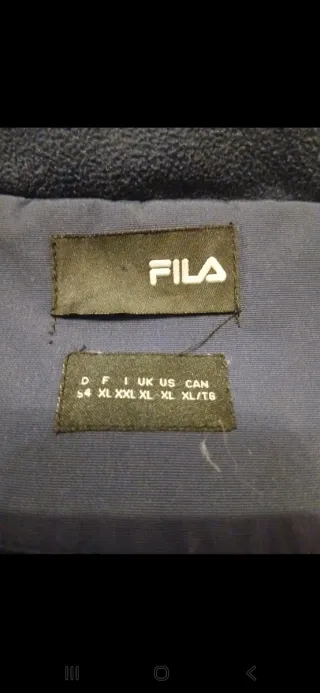 FILA
D F I UK US CAN
54 XL XXL XL XL XL/TG